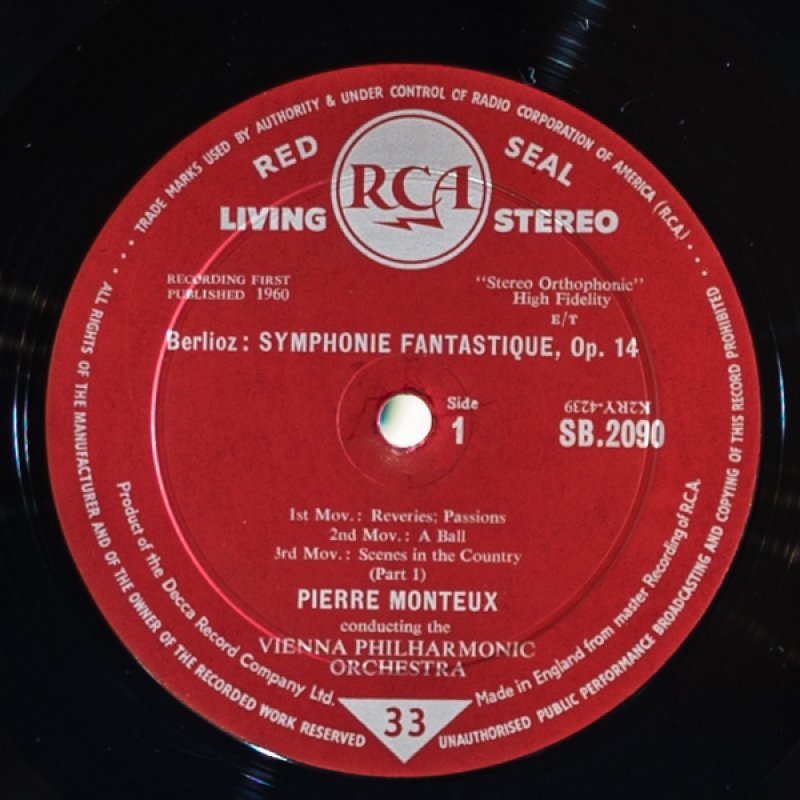 TRADE MARKS USED BY AUTHORITY & UNDER CONTROL OF RADIO CORPORATION OF AMERICA (R.C.A.) . . . .
RED SEAL
RCA
LIVING STEREO
RECORDING FIRST
PUBLISHED 1960
"Stereo Orthophonic"
High Fidelity
E/T
Berlioz: SYMPHONIE FANTASTIQUE, Op. 14
Side
1
K2RY-4239
SB.2090
1st Mov.: Reveries; Passions
2nd Mov.: A Ball
3rd Mov.: Scenes in the Country
(Part 1)
PIERRE MONTEUX
conducting the
VIENNA PHILHARMONIC
ORCHESTRA
Product of the Decca Record Company Ltd.
Made in England from master Recording of R.C.A.
33
. . . . ALL RIGHTS OF THE MANUFACTURER AND OF THE OWNER OF THE RECORDED WORK RESERVED
UNAUTHORISED PUBLIC PERFORMANCE BROADCASTING AND COPYING OF THIS RECORD PROHIBITED . . . .